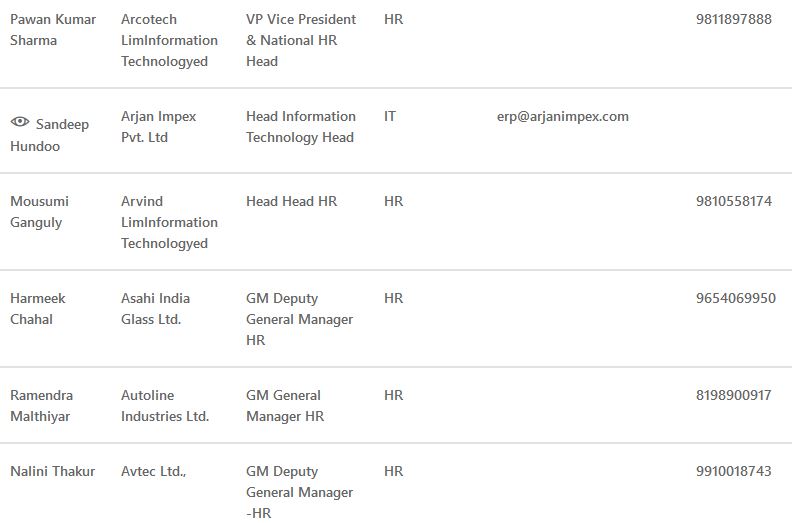 Pawan Kumar Arcotech VP Vice President HR 9811897888
Sharma LimInformation & National HR
Technologyed Head
Sandeep Arjan Impex Head Information IT erp@arjanimpex.com
Hundoo Pvt. Ltd Technology Head
Mousumi Arvind Head Head HR HR 9810558174
Ganguly LimInformation
Technologyed
Harmeek Asahi India GM Deputy HR 9654069950
Chahal Glass Ltd. General Manager
HR
Ramendra Autoline GM General HR 8198900917
Malthiyar Industries Ltd. Manager HR
Nalini Thakur Avtec Ltd., GM Deputy HR 9910018743
General Manager
-HR